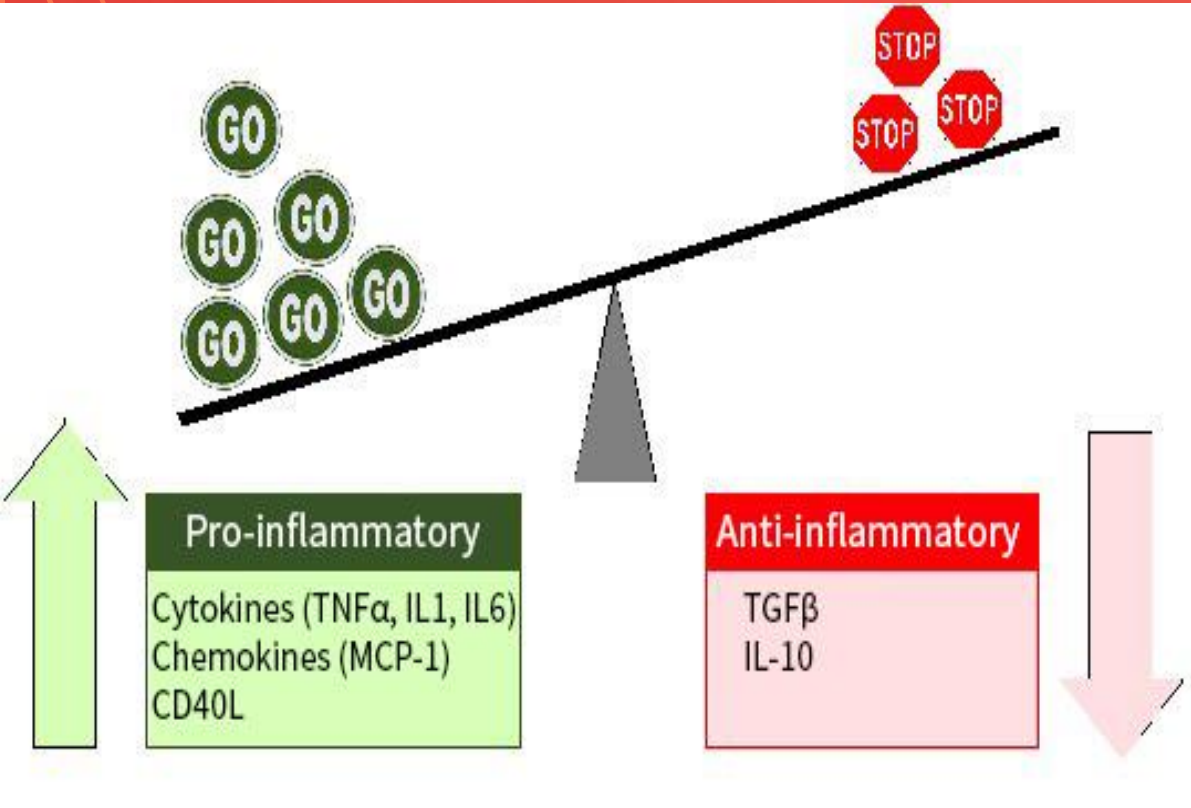 STOP
STOP
STOP
GO
GO
GO
GO
GO
GO
Pro-inflammatory
Cytokines (TNFα, IL1, IL6)
Chemokines (MCP-1)
CD40L
Anti-inflammatory
TGFβ
IL-10